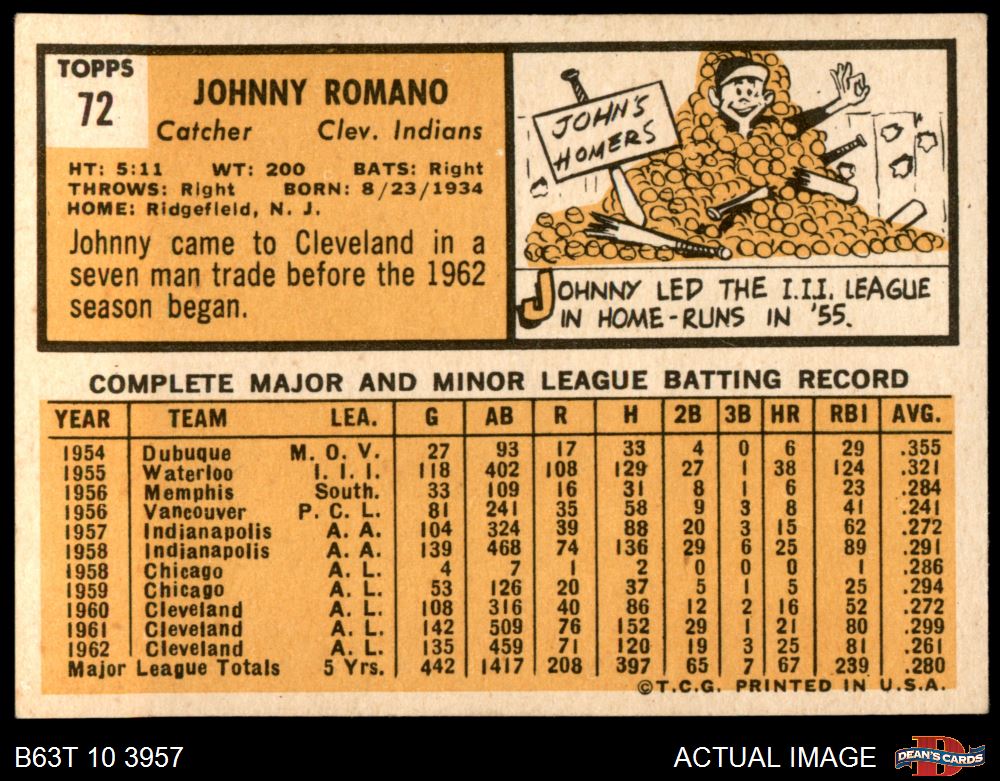 TOPPS
72
JOHNNY ROMANO
Catcher Clev. Indians
HT: 5:11 WT: 200 BATS: Right
THROWS: Right BORN: 8/23/1934
HOME: Ridgefield, N. J.
Johnny came to Cleveland in a
seven man trade before the 1962
season began.
JOHN'S
HOMERS
JOHNNY LED THE I.I.I. LEAGUE
IN HOME-RUNS IN '55.
COMPLETE MAJOR AND MINOR LEAGUE BATTING RECORD
YEAR TEAM LEA. G AB R H 2B 3B HR RBI AVG.
1954 Dubuque M. O. V. 27 93 17 33 4 0 6 29 .355
1955 Waterloo I. I. I. 118 402 108 129 27 1 38 124 .321
1956 Memphis South. 33 109 16 31 8 1 6 23 .284
1956 Vancouver P. C. L. 81 241 35 58 9 3 8 41 .241
1957 Indianapolis A. A. 104 324 39 88 20 3 15 62 .272
1958 Indianapolis A. A. 139 468 74 136 29 6 25 89 .291
1958 Chicago A. L. 4 7 1 2 0 0 0 1 .286
1959 Chicago A. L. 53 126 20 37 5 1 5 25 .294
1960 Cleveland A. L. 108 316 40 86 12 2 16 52 .272
1961 Cleveland A. L. 142 509 76 152 29 1 21 80 .299
1962 Cleveland A. L. 135 459 71 120 19 3 25 81 .261
Major League Totals 5 Yrs. 442 1417 208 397 65 7 67 239 .280
©T.C.G. PRINTED IN U.S.A.
B63T 10 3957 ACTUAL IMAGE
DEAN'S CARDS